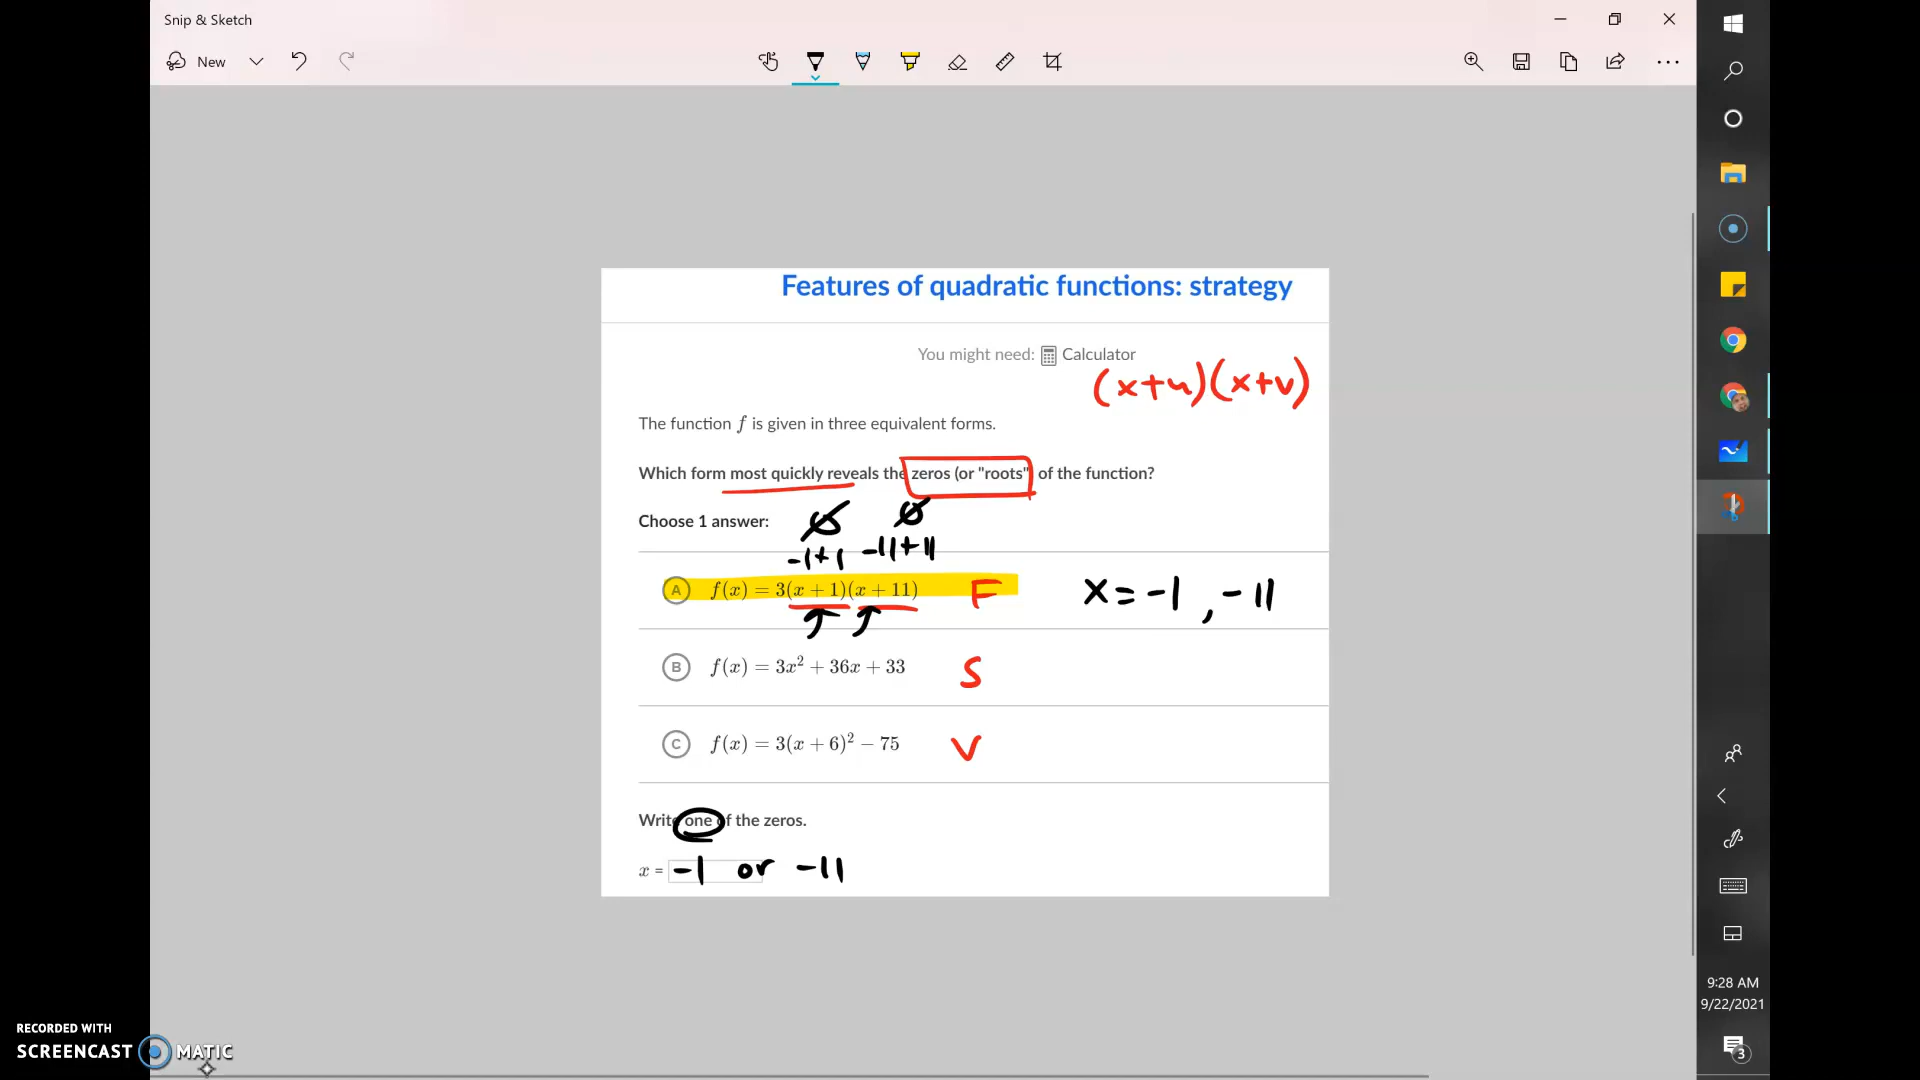 Snip & Sketch
New
Features of quadratic functions: strategy
You might need: Calculator
(x+u)(x+v)
The function f is given in three equivalent forms.
Which form most quickly reveals the zeros (or "roots" of the function?
Choose 1 answer:
0 0
-1+1 -11+11
A f(x) = 3(x + 1)(x + 11) F x = -1, -11
B f(x) = 3x² + 36x + 33 S
C f(x) = 3(x + 6)² − 75 V
Write one of the zeros.
x = -1 or -11
9:28 AM
9/22/2021
3
RECORDED WITH
SCREENCAST MATIC